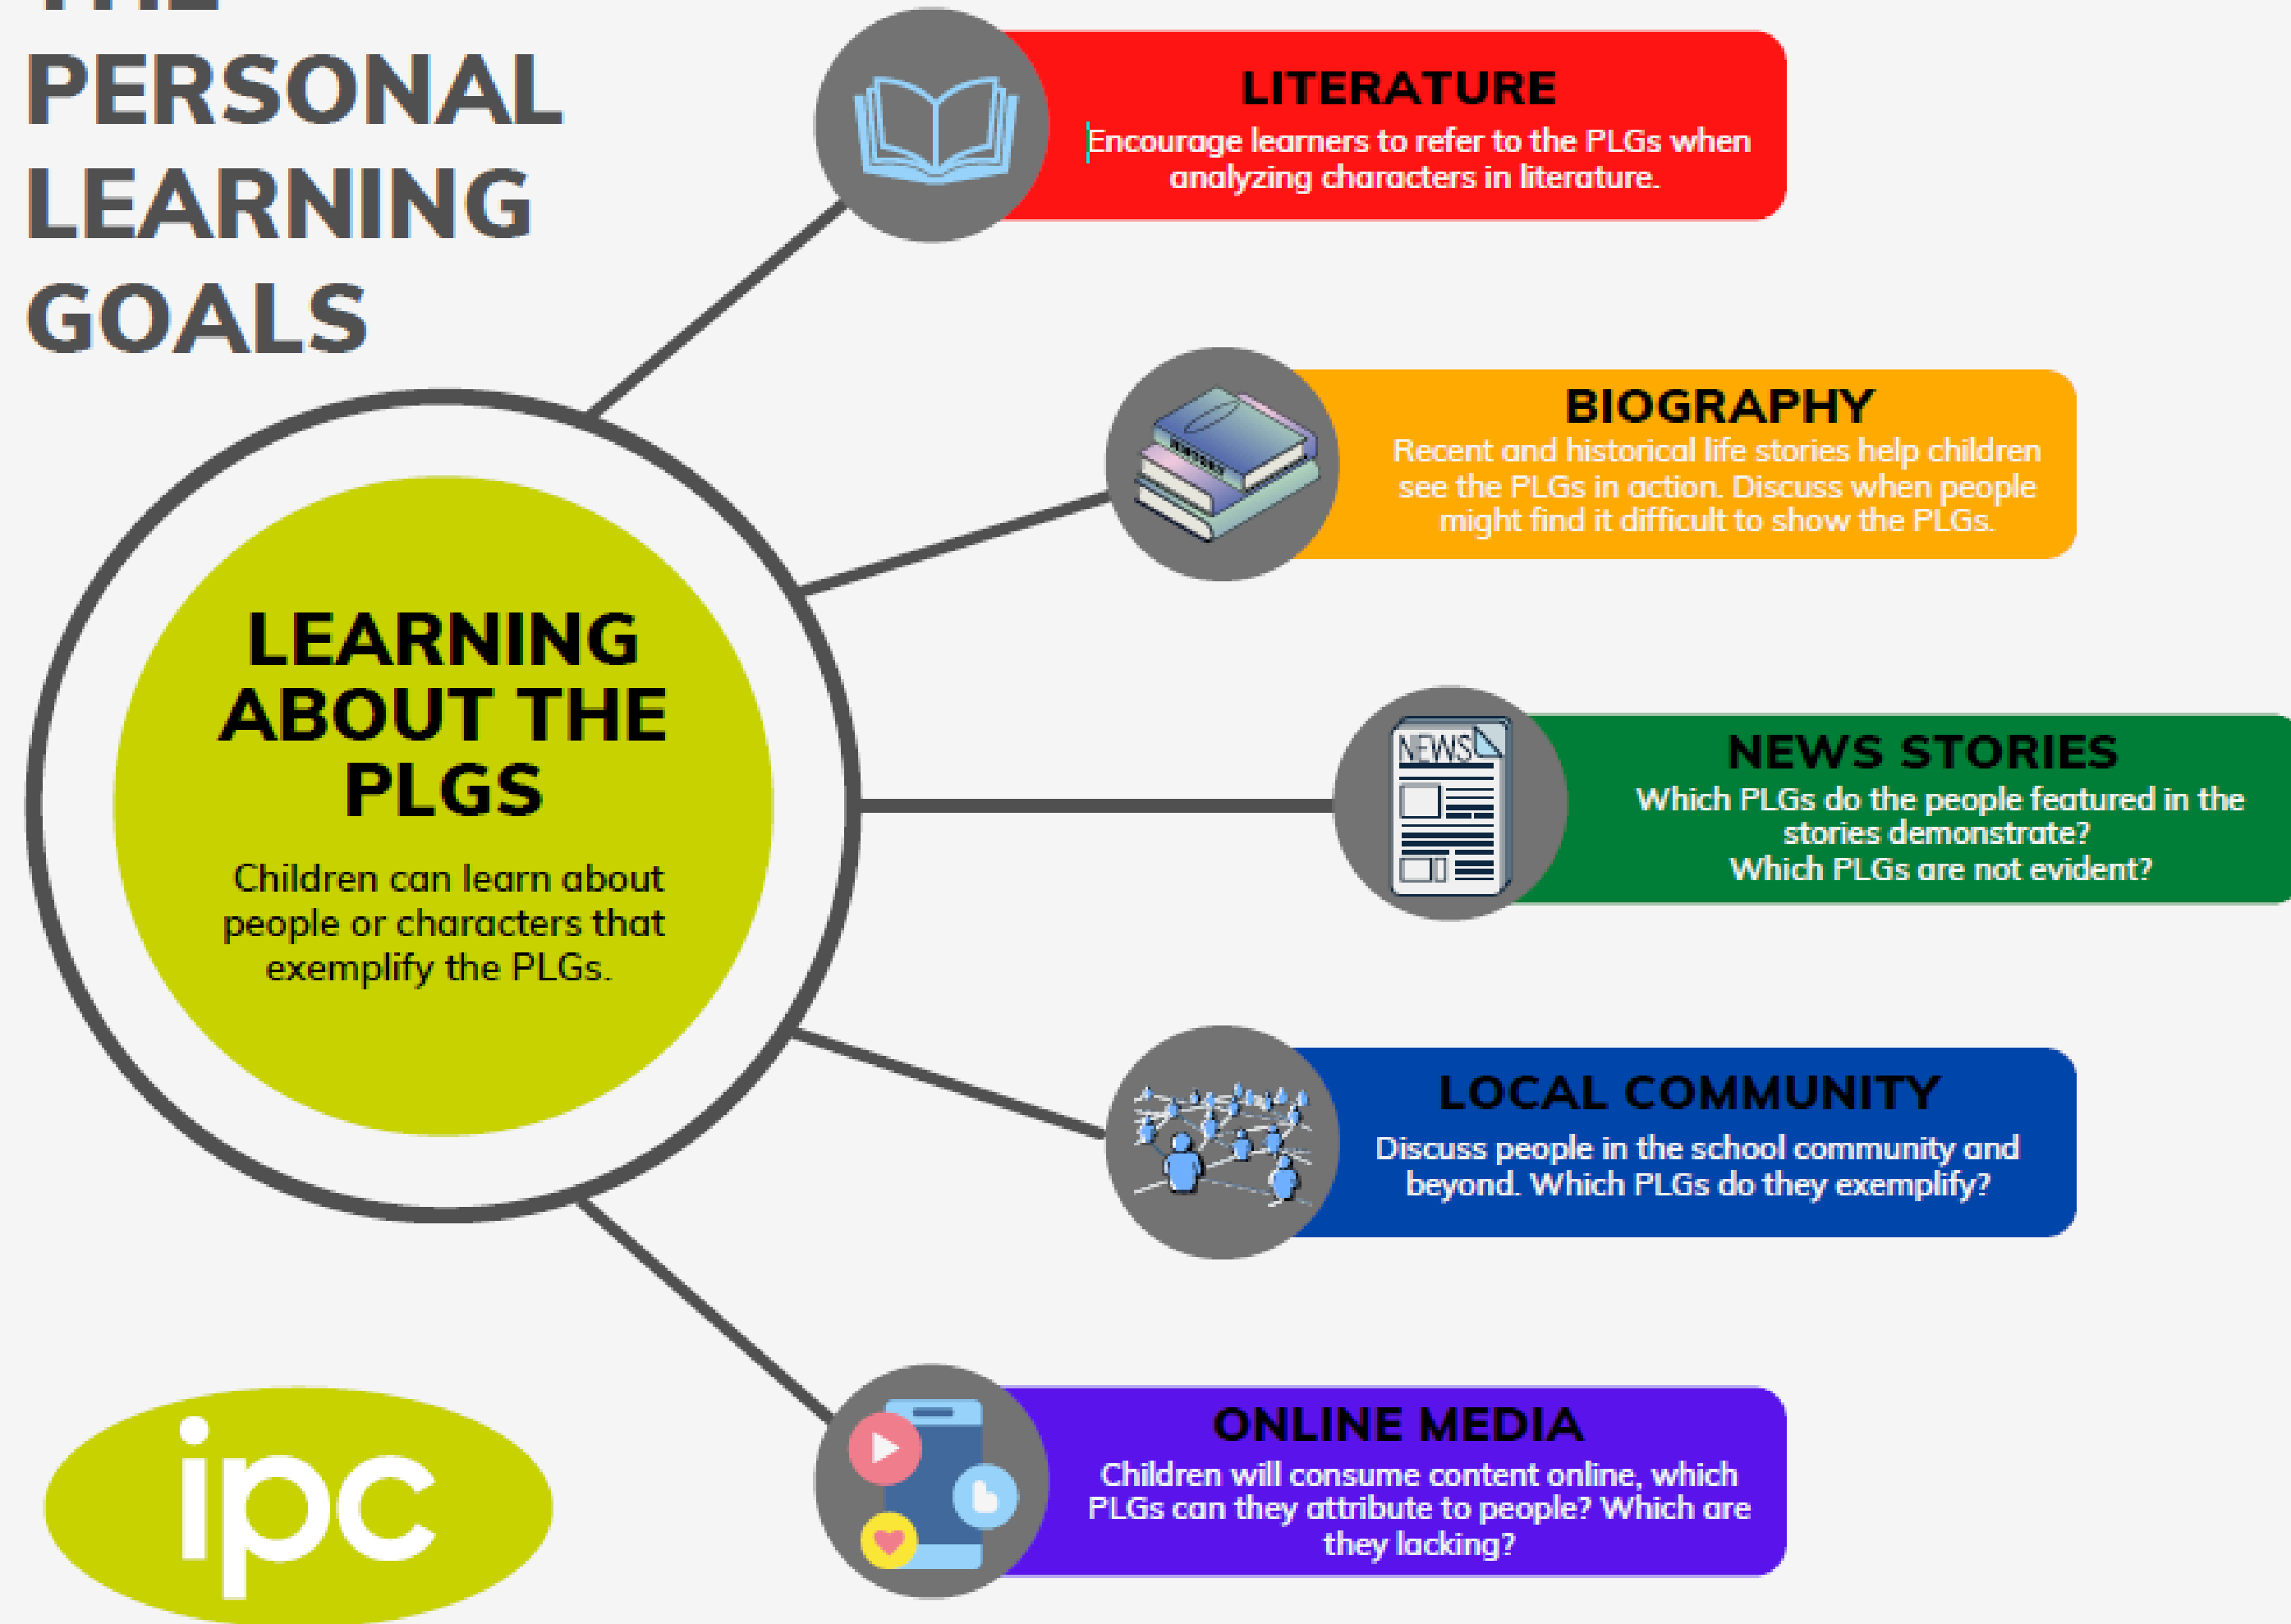 THE
PERSONAL
LEARNING
GOALS
LEARNING
ABOUT THE
PLGS
Children can learn about
people or characters that
exemplify the PLGs.
LITERATURE
Encourage learners to refer to the PLGs when
analyzing characters in literature.
BIOGRAPHY
Recent and historical life stories help children
see the PLGs in action. Discuss when people
might find it difficult to show the PLGs.
NEWS
NEWS STORIES
Which PLGs do the people featured in the
stories demonstrate?
Which PLGs are not evident?
LOCAL COMMUNITY
Discuss people in the school community and
beyond. Which PLGs do they exemplify?
ONLINE MEDIA
Children will consume content online, which
PLGs can they attribute to people? Which are
they lacking?
ipc